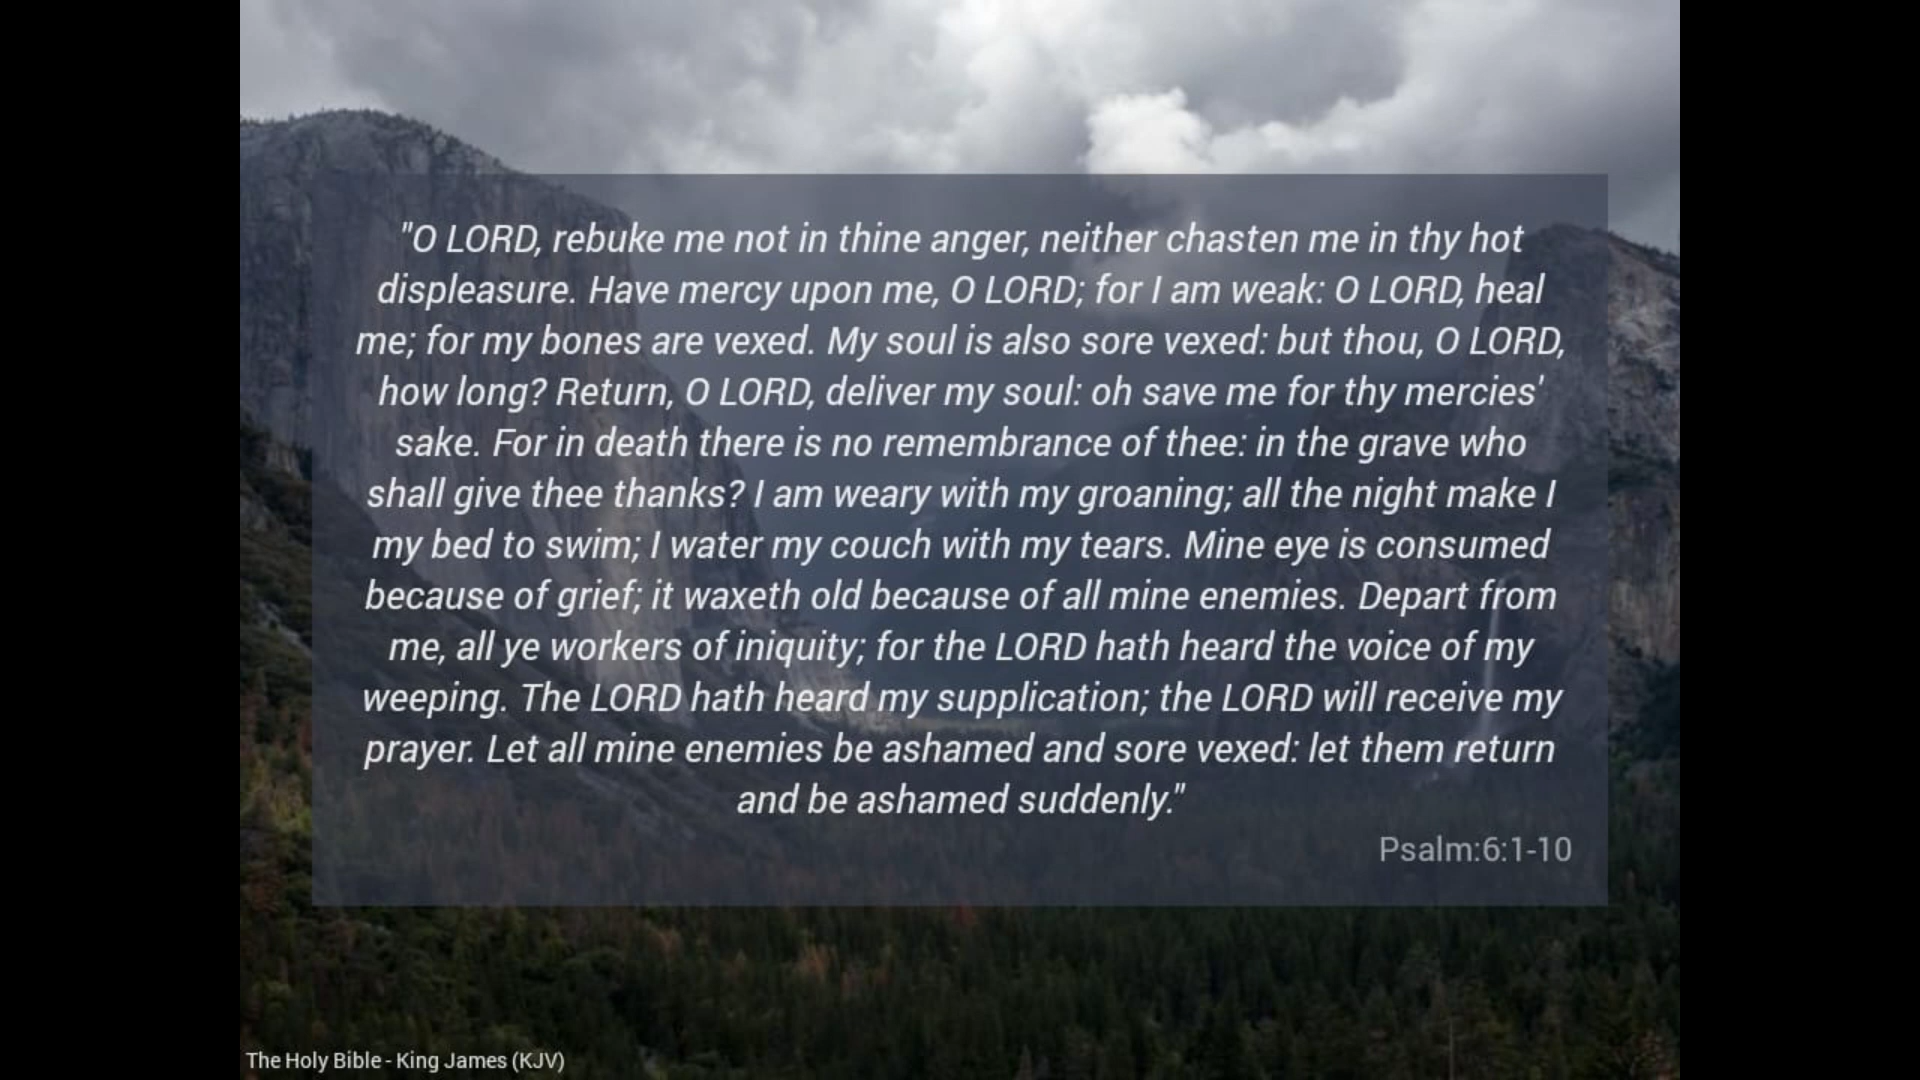 "O LORD, rebuke me not in thine anger, neither chasten me in thy hot
displeasure. Have mercy upon me, O LORD; for I am weak: O LORD, heal
me; for my bones are vexed. My soul is also sore vexed: but thou, O LORD,
how long? Return, O LORD, deliver my soul: oh save me for thy mercies'
sake. For in death there is no remembrance of thee: in the grave who
shall give thee thanks? I am weary with my groaning; all the night make I
my bed to swim; I water my couch with my tears. Mine eye is consumed
because of grief; it waxeth old because of all mine enemies. Depart from
me, all ye workers of iniquity; for the LORD hath heard the voice of my
weeping. The LORD hath heard my supplication; the LORD will receive my
prayer. Let all mine enemies be ashamed and sore vexed: let them return
and be ashamed suddenly."
Psalm:6:1-10
The Holy Bible - King James (KJV)